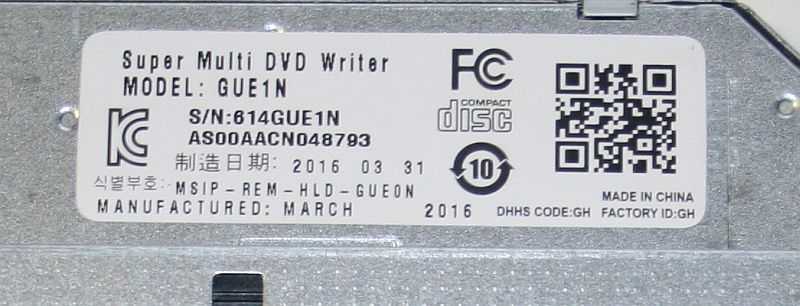 Super Multi DVD Writer
MODEL: GUE1N
FC
COMPACT
disc
S/N:614GUE1N
AS00AACN048793
KC
制造日期: 2016 03 31
10
식별부호: MSIP-REM-HLD-GUE0N
MADE IN CHINA
MANUFACTURED: MARCH 2016
DHHS CODE:GH FACTORY ID:GH